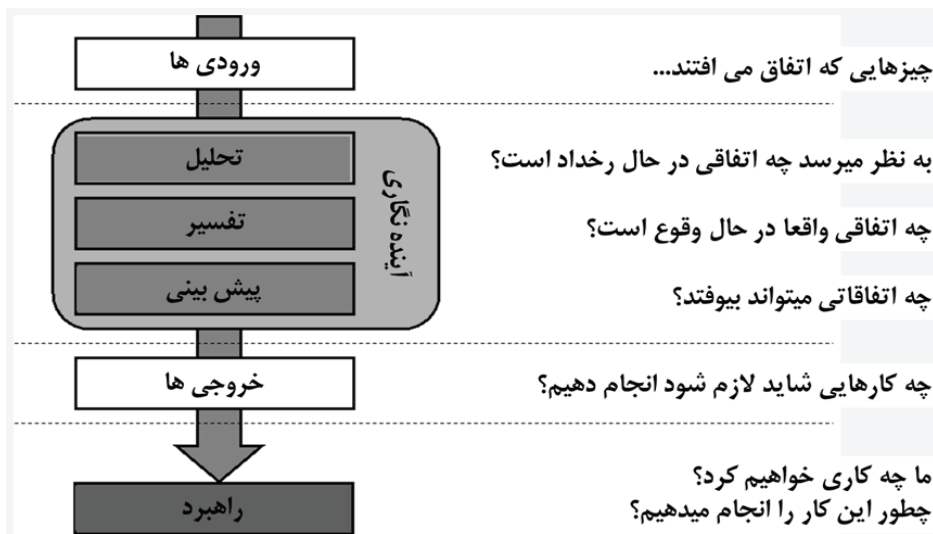 چیزهایی که اتفاق می افتند...
ورودی ها
به نظر میرسد چه اتفاقی در حال رخداد است؟
تحلیل
آینده نگاری
چه اتفاقی واقعا در حال وقوع است؟
تفسیر
چه اتفاقاتی میتواند بیوفتد؟
پیش بینی
چه کارهایی شاید لازم شود انجام دهیم؟
خروجی ها
ما چه کاری خواهیم کرد؟
چطور این کار را انجام میدهیم؟
راهبرد